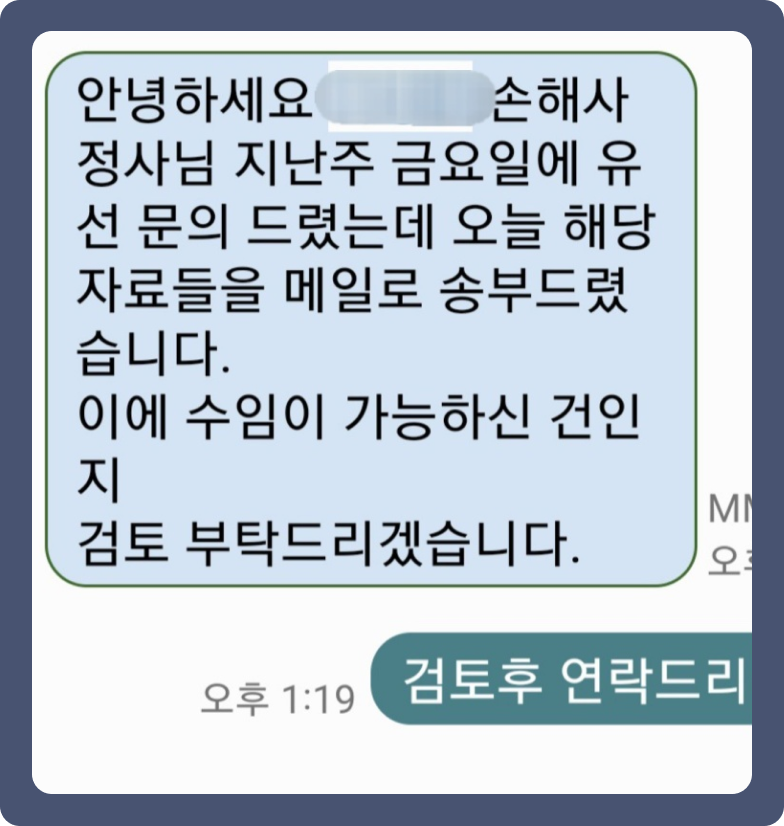 안녕하세요 손해사
정사님 지난주 금요일에 유
선 문의 드렸는데 오늘 해당
자료들을 메일로 송부드렸
습니다.
이에 수임이 가능하신 건인
지
검토 부탁드리겠습니다.
오후 1:19
검토후 연락드리